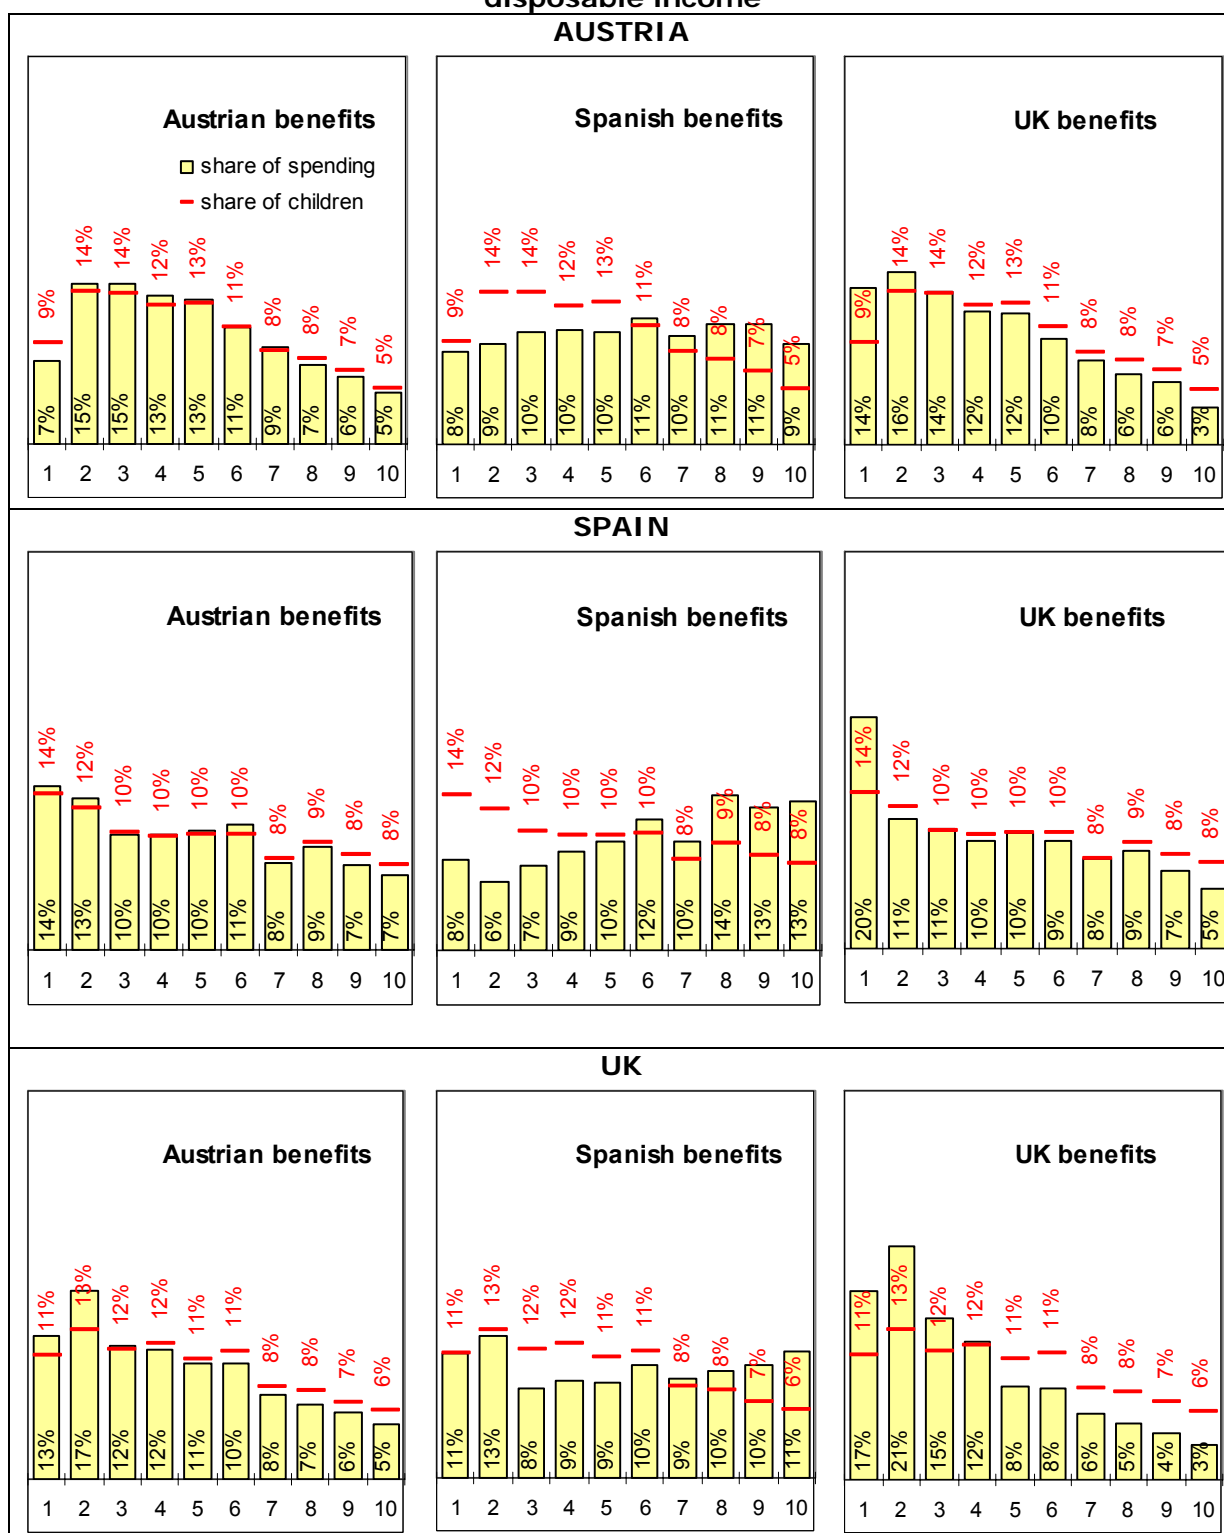 disposable income
AUSTRIA
Austrian benefits
share of spending
share of children
9% 14% 14% 12% 13% 11% 8% 8% 7% 5%
7% 15% 15% 13% 13% 11% 9% 7% 6% 5%
1 2 3 4 5 6 7 8 9 10
Spanish benefits
9% 14% 14% 12% 13% 11% 8% 8% 7% 5%
8% 9% 10% 10% 10% 11% 10% 11% 11% 9%
1 2 3 4 5 6 7 8 9 10
UK benefits
9% 14% 14% 12% 13% 11% 8% 8% 7% 5%
14% 16% 14% 12% 12% 10% 8% 6% 6% 3%
1 2 3 4 5 6 7 8 9 10
SPAIN
Austrian benefits
14% 12% 10% 10% 10% 10% 8% 9% 8% 8%
14% 13% 10% 10% 10% 11% 8% 9% 7% 7%
1 2 3 4 5 6 7 8 9 10
Spanish benefits
14% 12% 10% 10% 10% 10% 8% 9% 8% 8%
8% 6% 7% 9% 10% 12% 10% 14% 13% 13%
1 2 3 4 5 6 7 8 9 10
UK benefits
14% 12% 10% 10% 10% 10% 8% 9% 8% 8%
20% 11% 11% 10% 10% 9% 8% 9% 7% 5%
1 2 3 4 5 6 7 8 9 10
UK
Austrian benefits
11% 13% 12% 12% 11% 11% 8% 8% 7% 6%
13% 17% 12% 12% 11% 10% 8% 7% 6% 5%
1 2 3 4 5 6 7 8 9 10
Spanish benefits
11% 13% 12% 12% 11% 11% 8% 8% 7% 6%
11% 13% 8% 9% 9% 10% 9% 10% 10% 11%
1 2 3 4 5 6 7 8 9 10
UK benefits
11% 13% 12% 12% 11% 11% 8% 8% 7% 6%
17% 21% 15% 12% 8% 8% 6% 5% 4% 3%
1 2 3 4 5 6 7 8 9 10